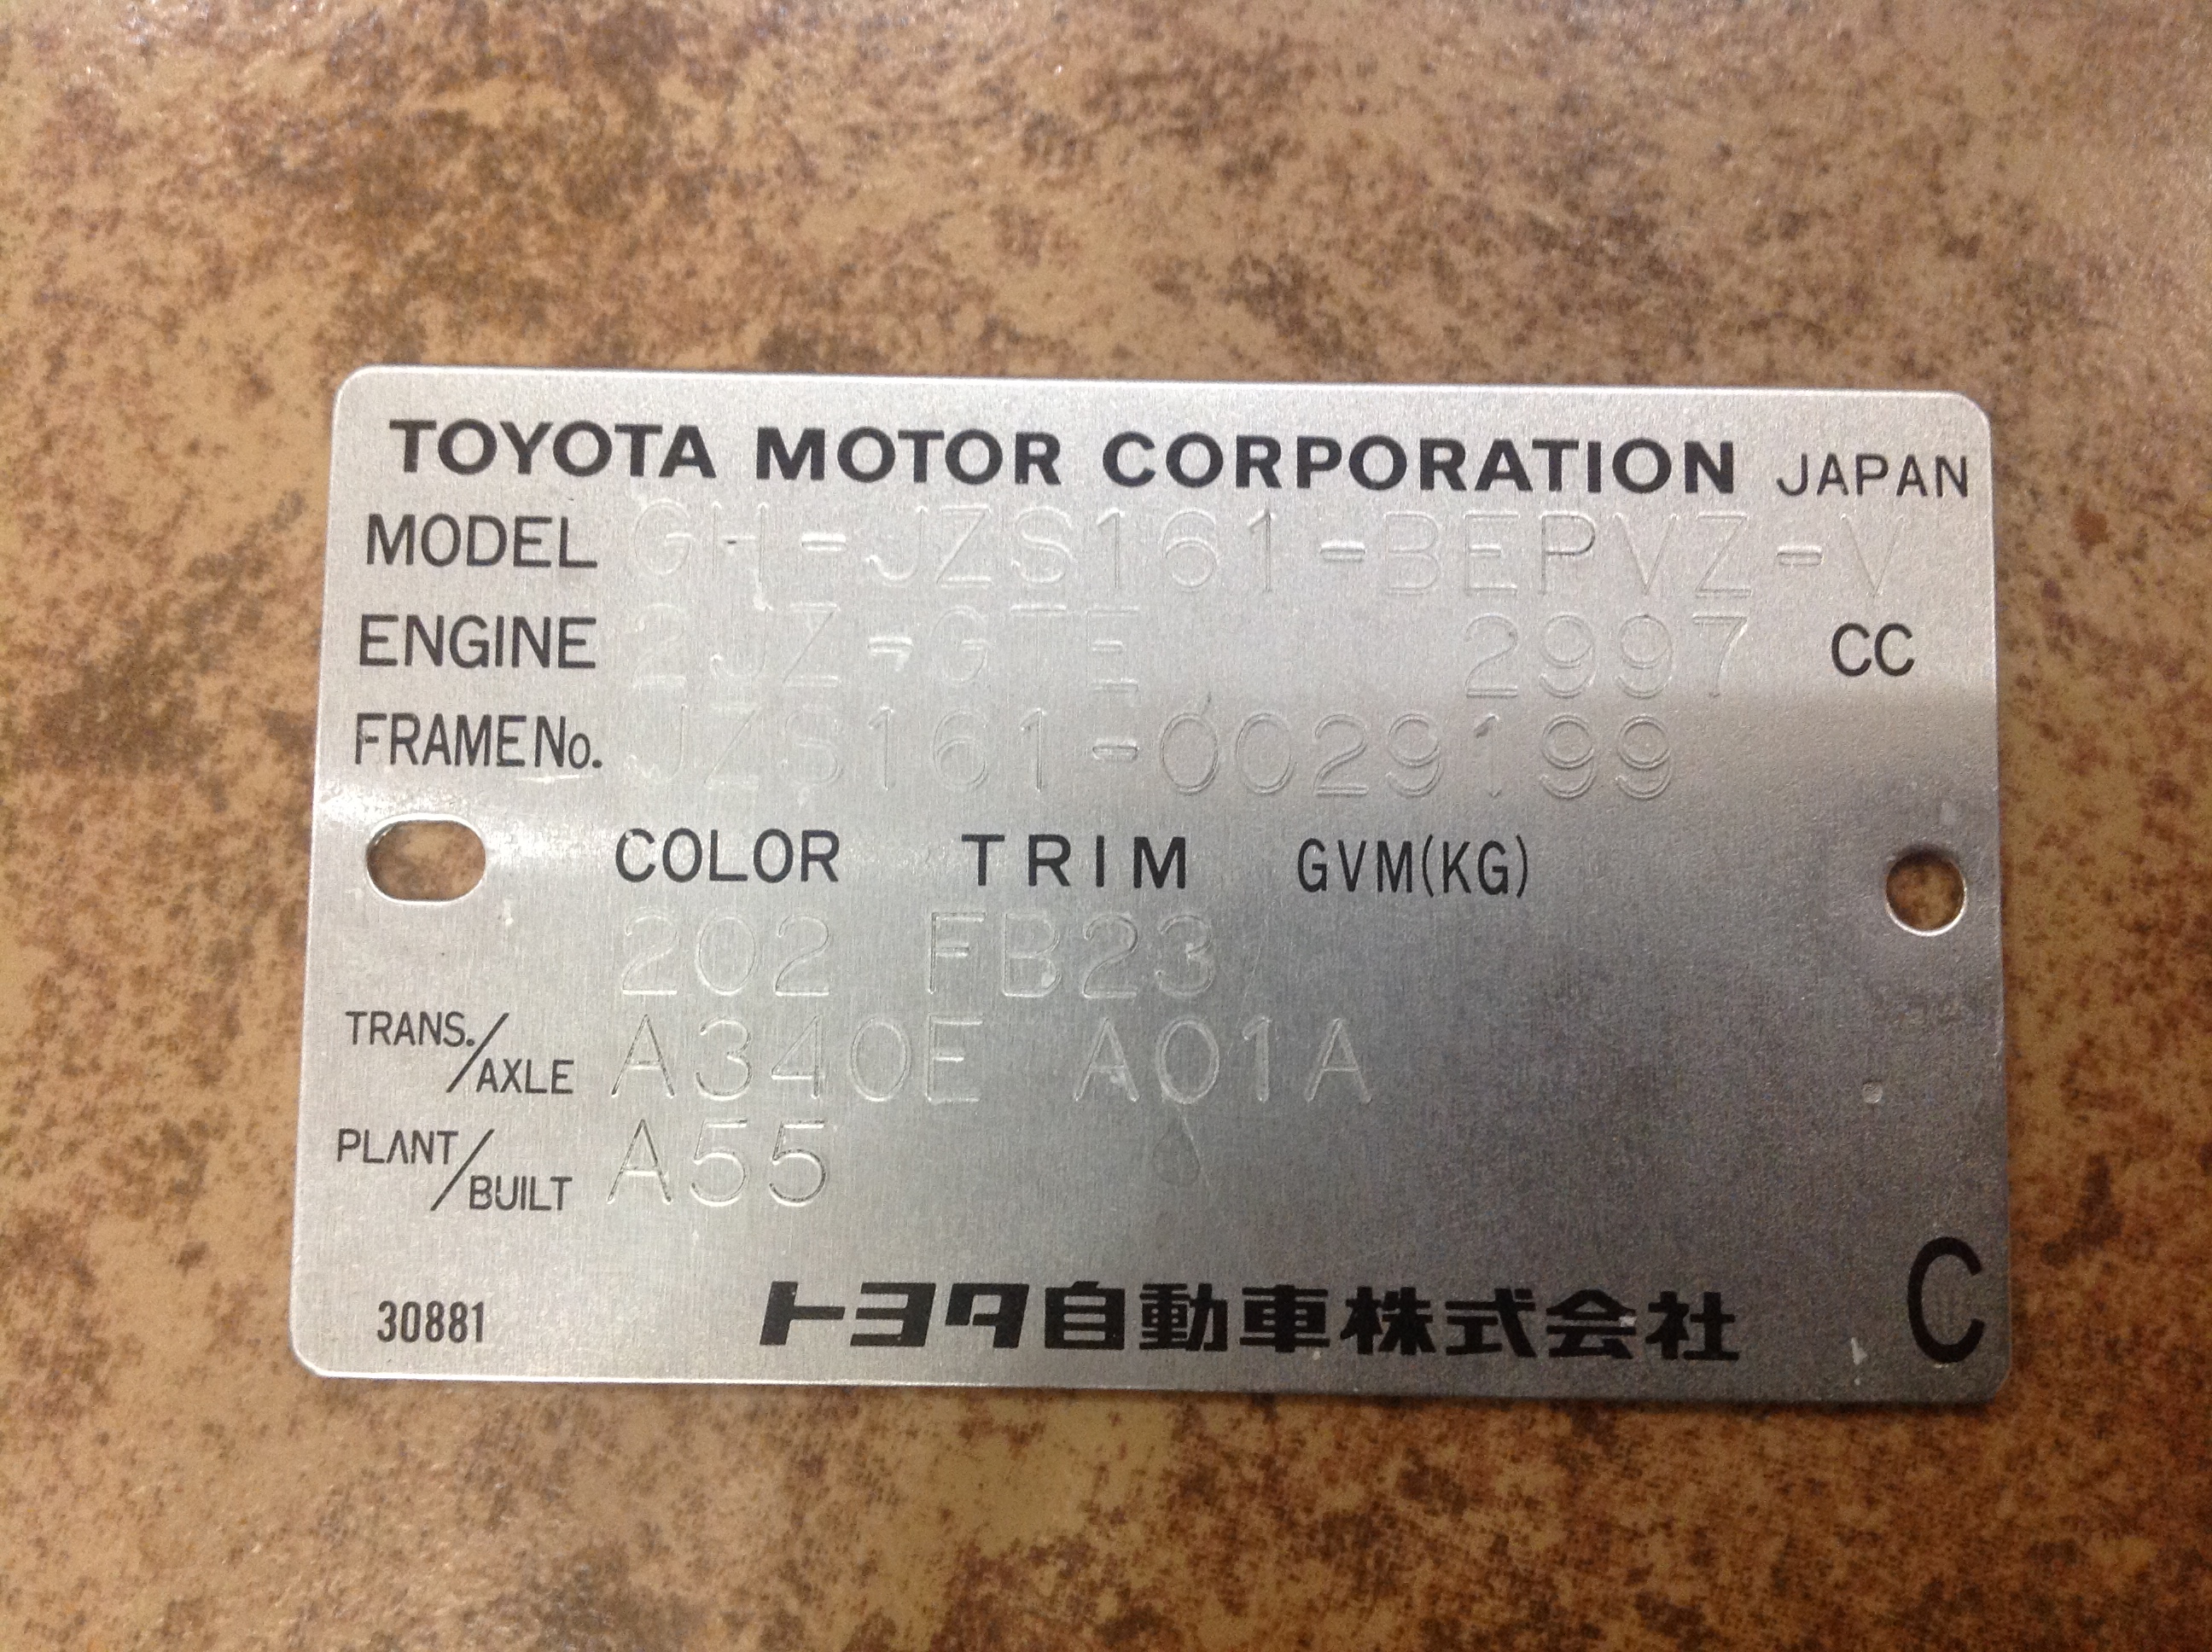 TOYOTA MOTOR CORPORATION JAPAN
MODEL GH-JZS161-BEPVZ-V
ENGINE 2JZ-GTE 2997 CC
FRAME No. JZS161-0029199
COLOR TRIM GVM(KG)
202 FB23
TRANS./AXLE A340E A01A
PLANT/BUILT A55
30881 トヨタ自動車株式会社 C